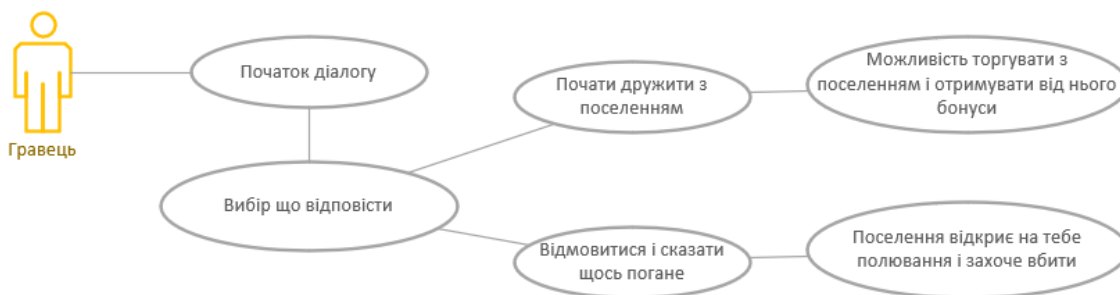 Гравець
Початок діалогу
Вибір що відповісти
Почати дружити з
поселенням
Можливість торгувати з
поселенням і отримувати від нього
бонуси
Відмовитися і сказати
щось погане
Поселення відкриє на тебе
полювання і захоче вбити